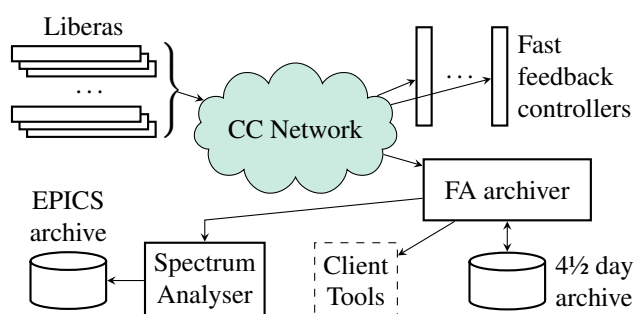 Liberas
...
CC Network
...
Fast
feedback
controllers
FA archiver
EPICS
archive
Spectrum
Analyser
Client
Tools
4½ day
archive